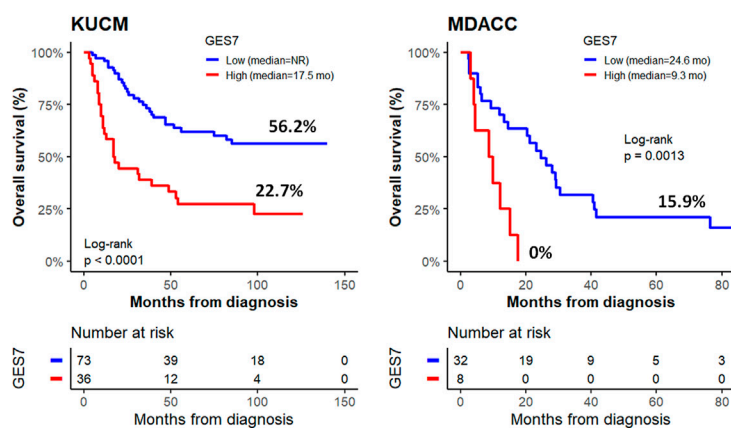 KUCM
GES7
Low (median=NR)
High (median=17.5 mo)
Overall survival (%)
100%
75%
50%
25%
0%
56.2%
22.7%
Log-rank
p < 0.0001
0 50 100 150
Months from diagnosis
Number at risk
GES7
73 39 18 0
36 12 4 0
0 50 100 150
Months from diagnosis
MDACC
GES7
Low (median=24.6 mo)
High (median=9.3 mo)
Overall survival (%)
100%
75%
50%
25%
0%
Log-rank
p = 0.0013
15.9%
0%
0 20 40 60 80
Months from diagnosis
Number at risk
GES7
32 19 9 5 3
8 0 0 0 0
0 20 40 60 80
Months from diagnosis